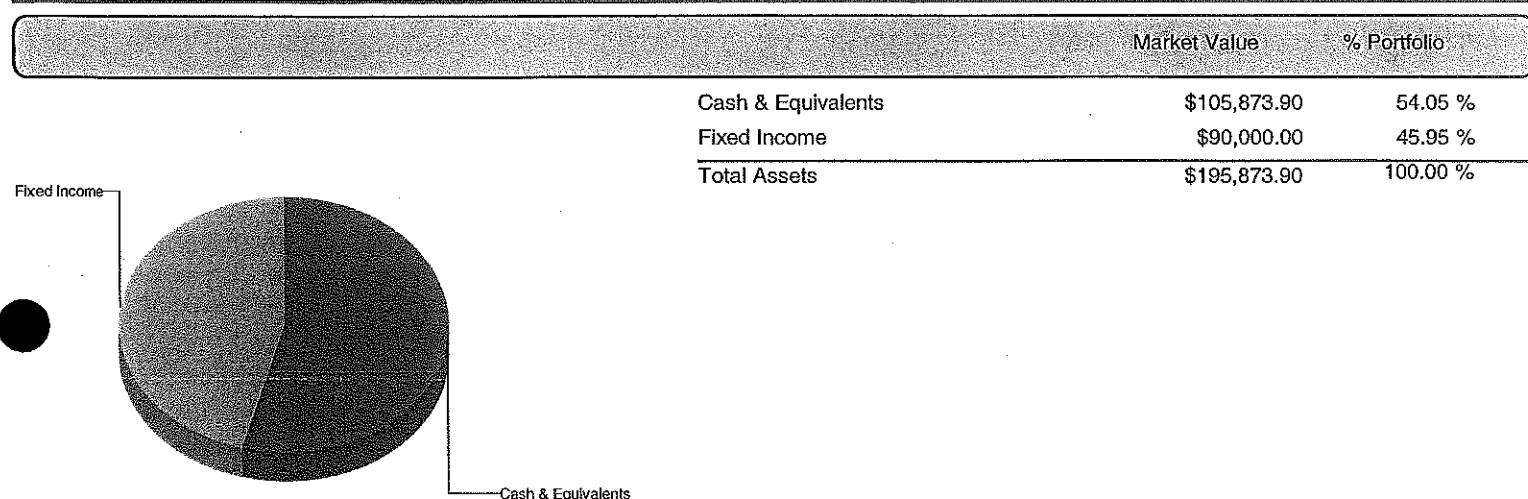 Market Value % Portfolio
Cash & Equivalents $105,873.90 54.05 %
Fixed Income $90,000.00 45.95 %
Total Assets $195,873.90 100.00 %
Fixed Income
Cash & Equivalents